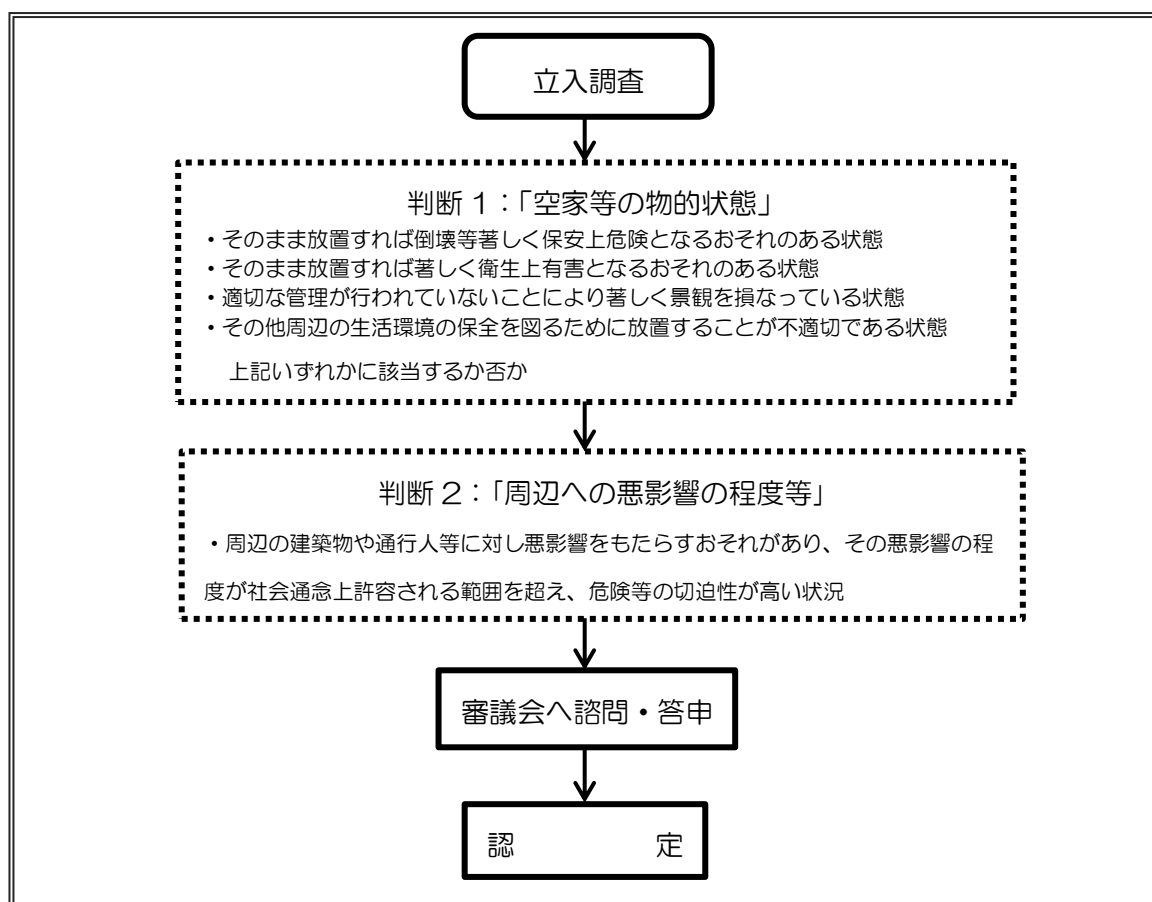 立入調査
判断１：「空家等の物的状態」
・そのまま放置すれば倒壊等著しく保安上危険となるおそれのある状態
・そのまま放置すれば著しく衛生上有害となるおそれのある状態
・適切な管理が行われていないことにより著しく景観を損なっている状態
・その他周辺の生活環境の保全を図るために放置することが不適切である状態
上記いずれかに該当するか否か
判断２：「周辺への悪影響の程度等」
・周辺の建築物や通行人等に対し悪影響をもたらすおそれがあり、その悪影響の程
度が社会通念上許容される範囲を超え、危険等の切迫性が高い状況
審議会へ諮問・答申
認　　　　定